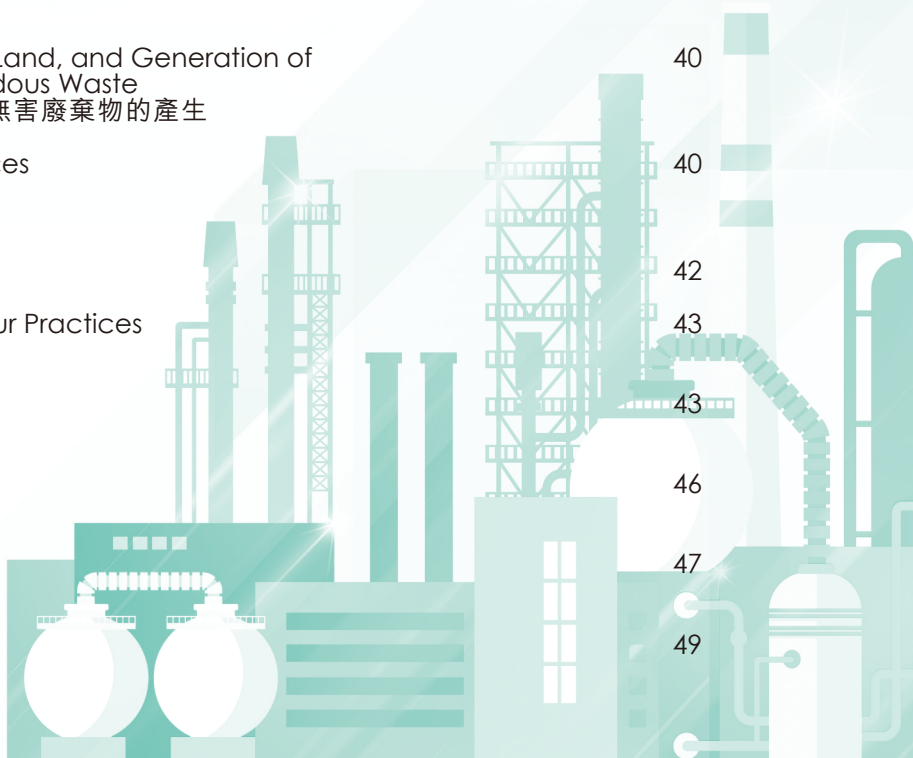 Land, and Generation of 40
dous Waste
無害廢棄物的產生
ces 40
42
ur Practices 43
43
46
47
49